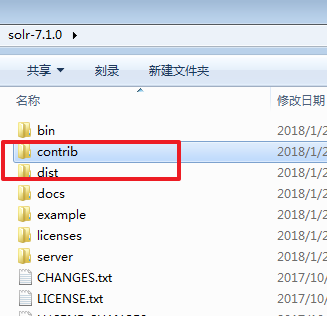 solr-7.1.0
共享 刻录 新建文件夹
名称 修改日期
bin 2018/1/2
contrib 2018/1/2
dist 2018/1/2
docs 2018/1/2
example 2018/1/2
licenses 2018/1/2
server 2018/1/2
CHANGES.txt 2017/10/
LICENSE.txt 2017/10/